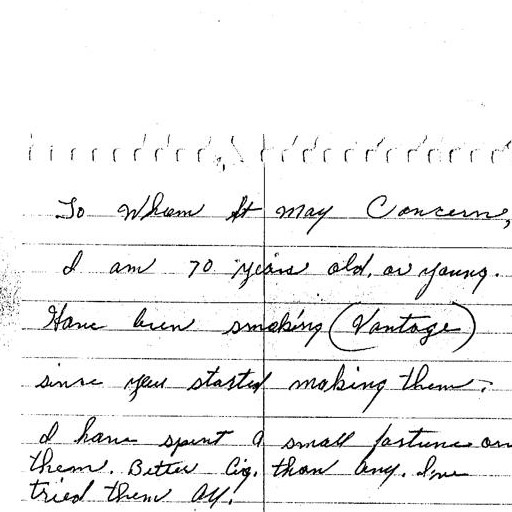 To Whom It May Concern,
I am 70 years old, or young.
Have been smoking (Vantage)
since you started making them.
I have spent a small fortune on
them. Better Cig. than any. I've
tried them all!